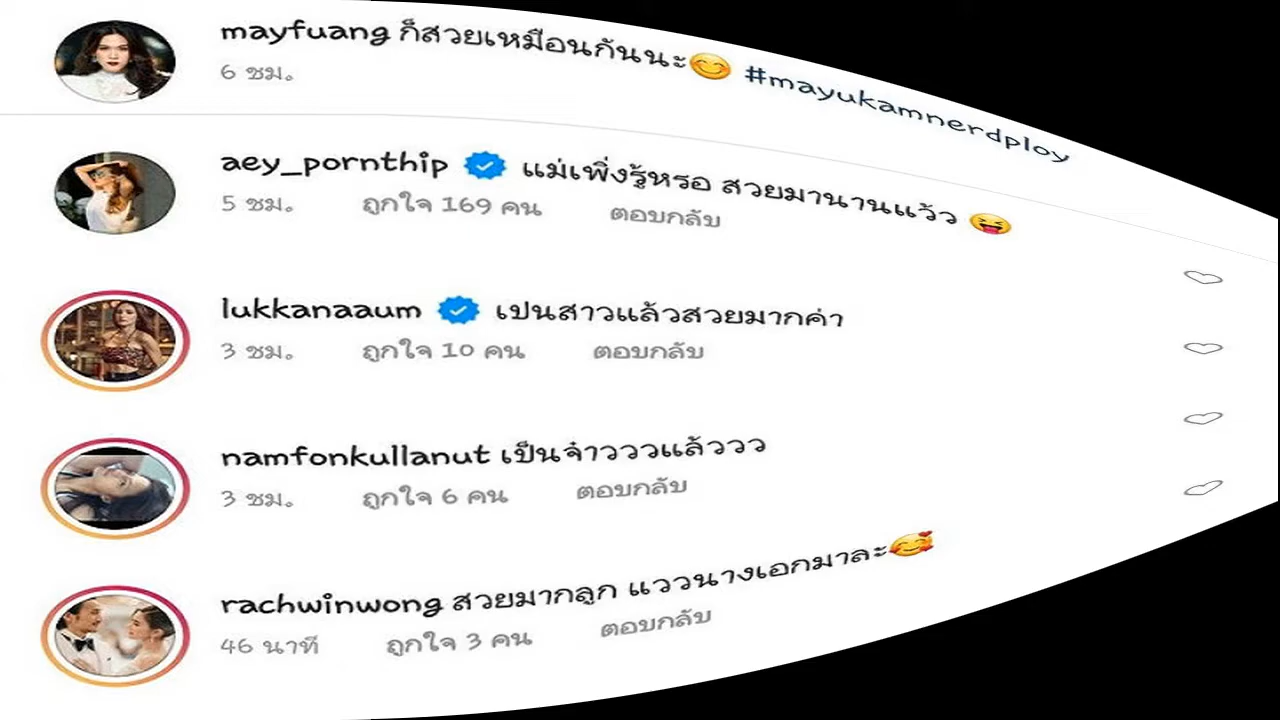 mayfuang ก็สวยเหมือนกันนะ😊 #mayukamnerdploy
6 ชม.
aey_pornthip แม่เพิ่งรู้หรอ สวยมานานแว้ว 😝
5 ชม. ถูกใจ 169 คน ตอบกลับ
lukkanaaum เปนสาวแล้วสวยมากค่า
3 ชม. ถูกใจ 10 คน ตอบกลับ
namfonkullanut เป็นจ๋าวววแล้ววว
3 ชม. ถูกใจ 6 คน ตอบกลับ
rachwinwong สวยมากลูก แววนางเอกมาละ🥰
46 นาที ถูกใจ 3 คน ตอบกลับ